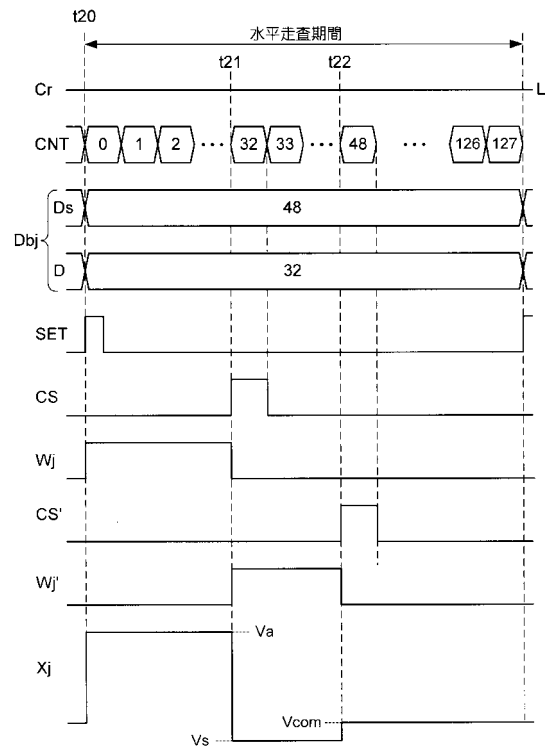 t20
水平走查期間
t21 t22
Cr L
CNT 0 1 2 ··· 32 33 ··· 48 ··· 126 127
Ds 48
Dbj
D 32
SET
CS
Wj
CS'
Wj'
Va
Xj
Vcom
Vs